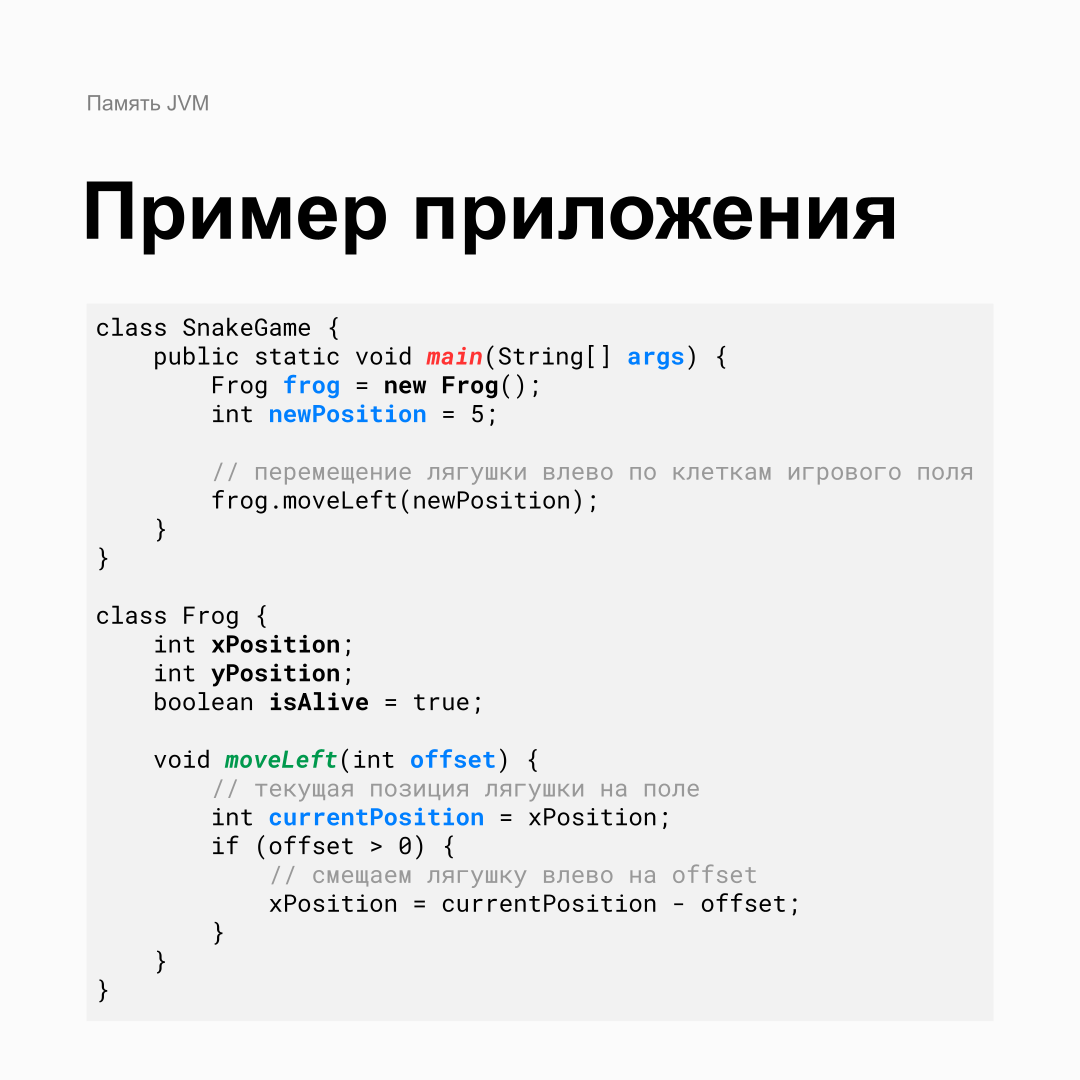 Память JVM
Пример приложения
class SnakeGame {
    public static void main(String[] args) {
        Frog frog = new Frog();
        int newPosition = 5;

        // перемещение лягушки влево по клеткам игрового поля
        frog.moveLeft(newPosition);
    }
}

class Frog {
    int xPosition;
    int yPosition;
    boolean isAlive = true;

    void moveLeft(int offset) {
        // текущая позиция лягушки на поле
        int currentPosition = xPosition;
        if (offset > 0) {
            // смещаем лягушку влево на offset
            xPosition = currentPosition - offset;
        }
    }
}